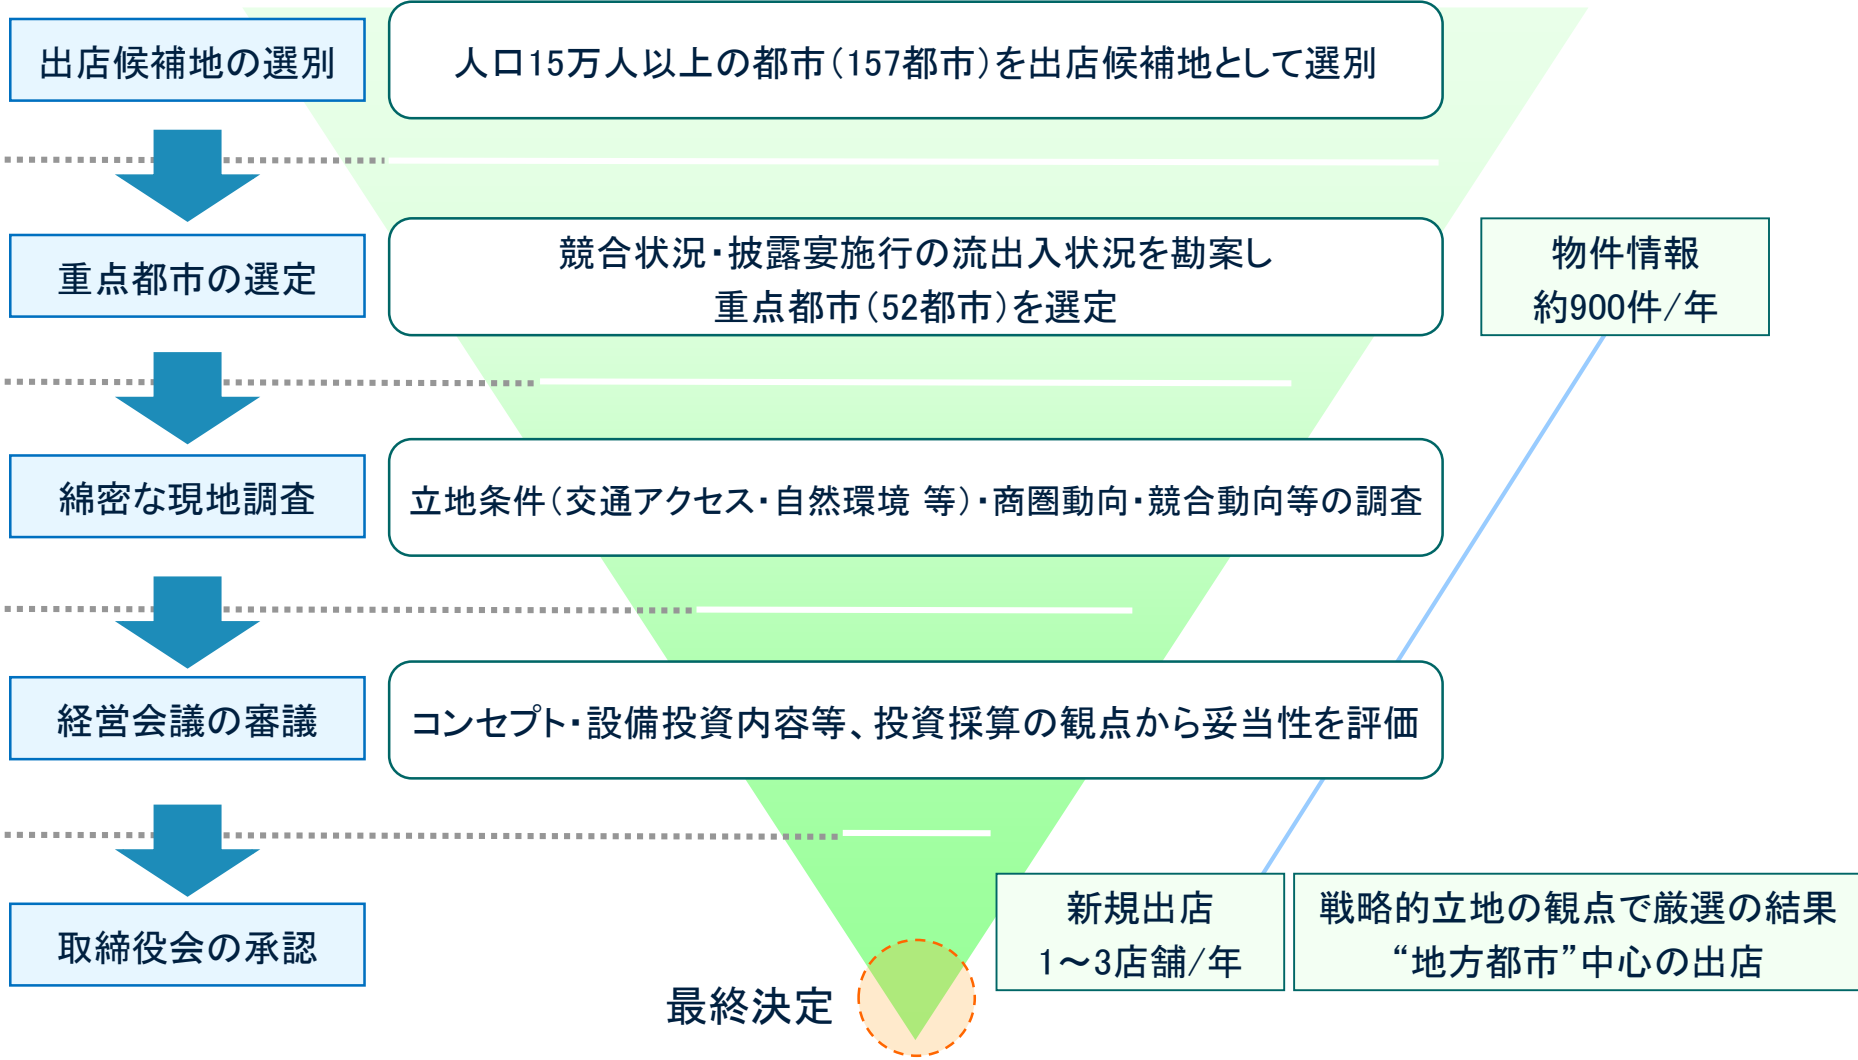 出店候補地の選別
人口15万人以上の都市(157都市)を出店候補地として選別
重点都市の選定
競合状況・披露宴施行の流出入状況を勘案し
重点都市(52都市)を選定
物件情報
約900件/年
綿密な現地調査
立地条件(交通アクセス・自然環境 等)・商圏動向・競合動向等の調査
経営会議の審議
コンセプト・設備投資内容等、投資採算の観点から妥当性を評価
取締役会の承認
新規出店
1〜3店舗/年
戦略的立地の観点で厳選の結果
“地方都市”中心の出店
最終決定